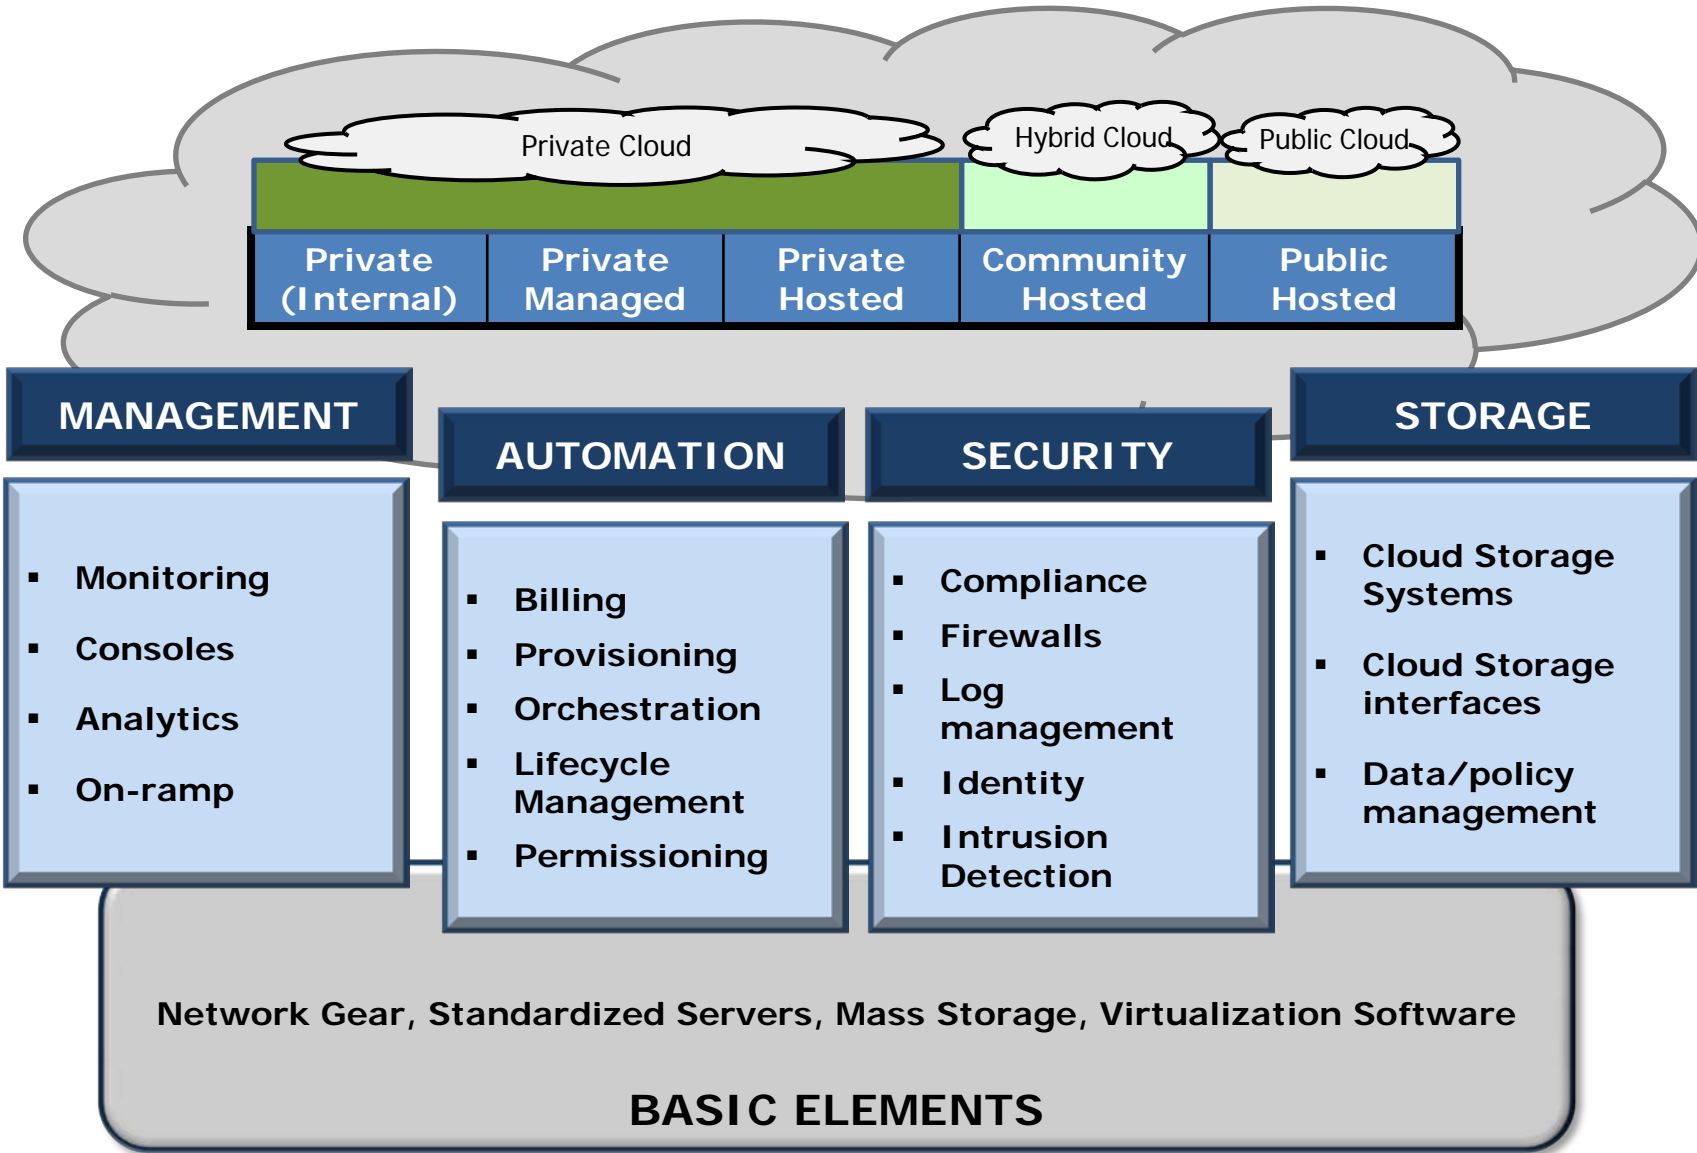 Private Cloud
Hybrid Cloud
Public Cloud
Private
(Internal)
Private
Managed
Private
Hosted
Community
Hosted
Public
Hosted
MANAGEMENT
▪ Monitoring
▪ Consoles
▪ Analytics
▪ On-ramp
AUTOMATION
▪ Billing
▪ Provisioning
▪ Orchestration
▪ Lifecycle
Management
▪ Permissioning
SECURITY
▪ Compliance
▪ Firewalls
▪ Log
management
▪ Identity
▪ Intrusion
Detection
STORAGE
▪ Cloud Storage
Systems
▪ Cloud Storage
interfaces
▪ Data/policy
management
Network Gear, Standardized Servers, Mass Storage, Virtualization Software
BASIC ELEMENTS